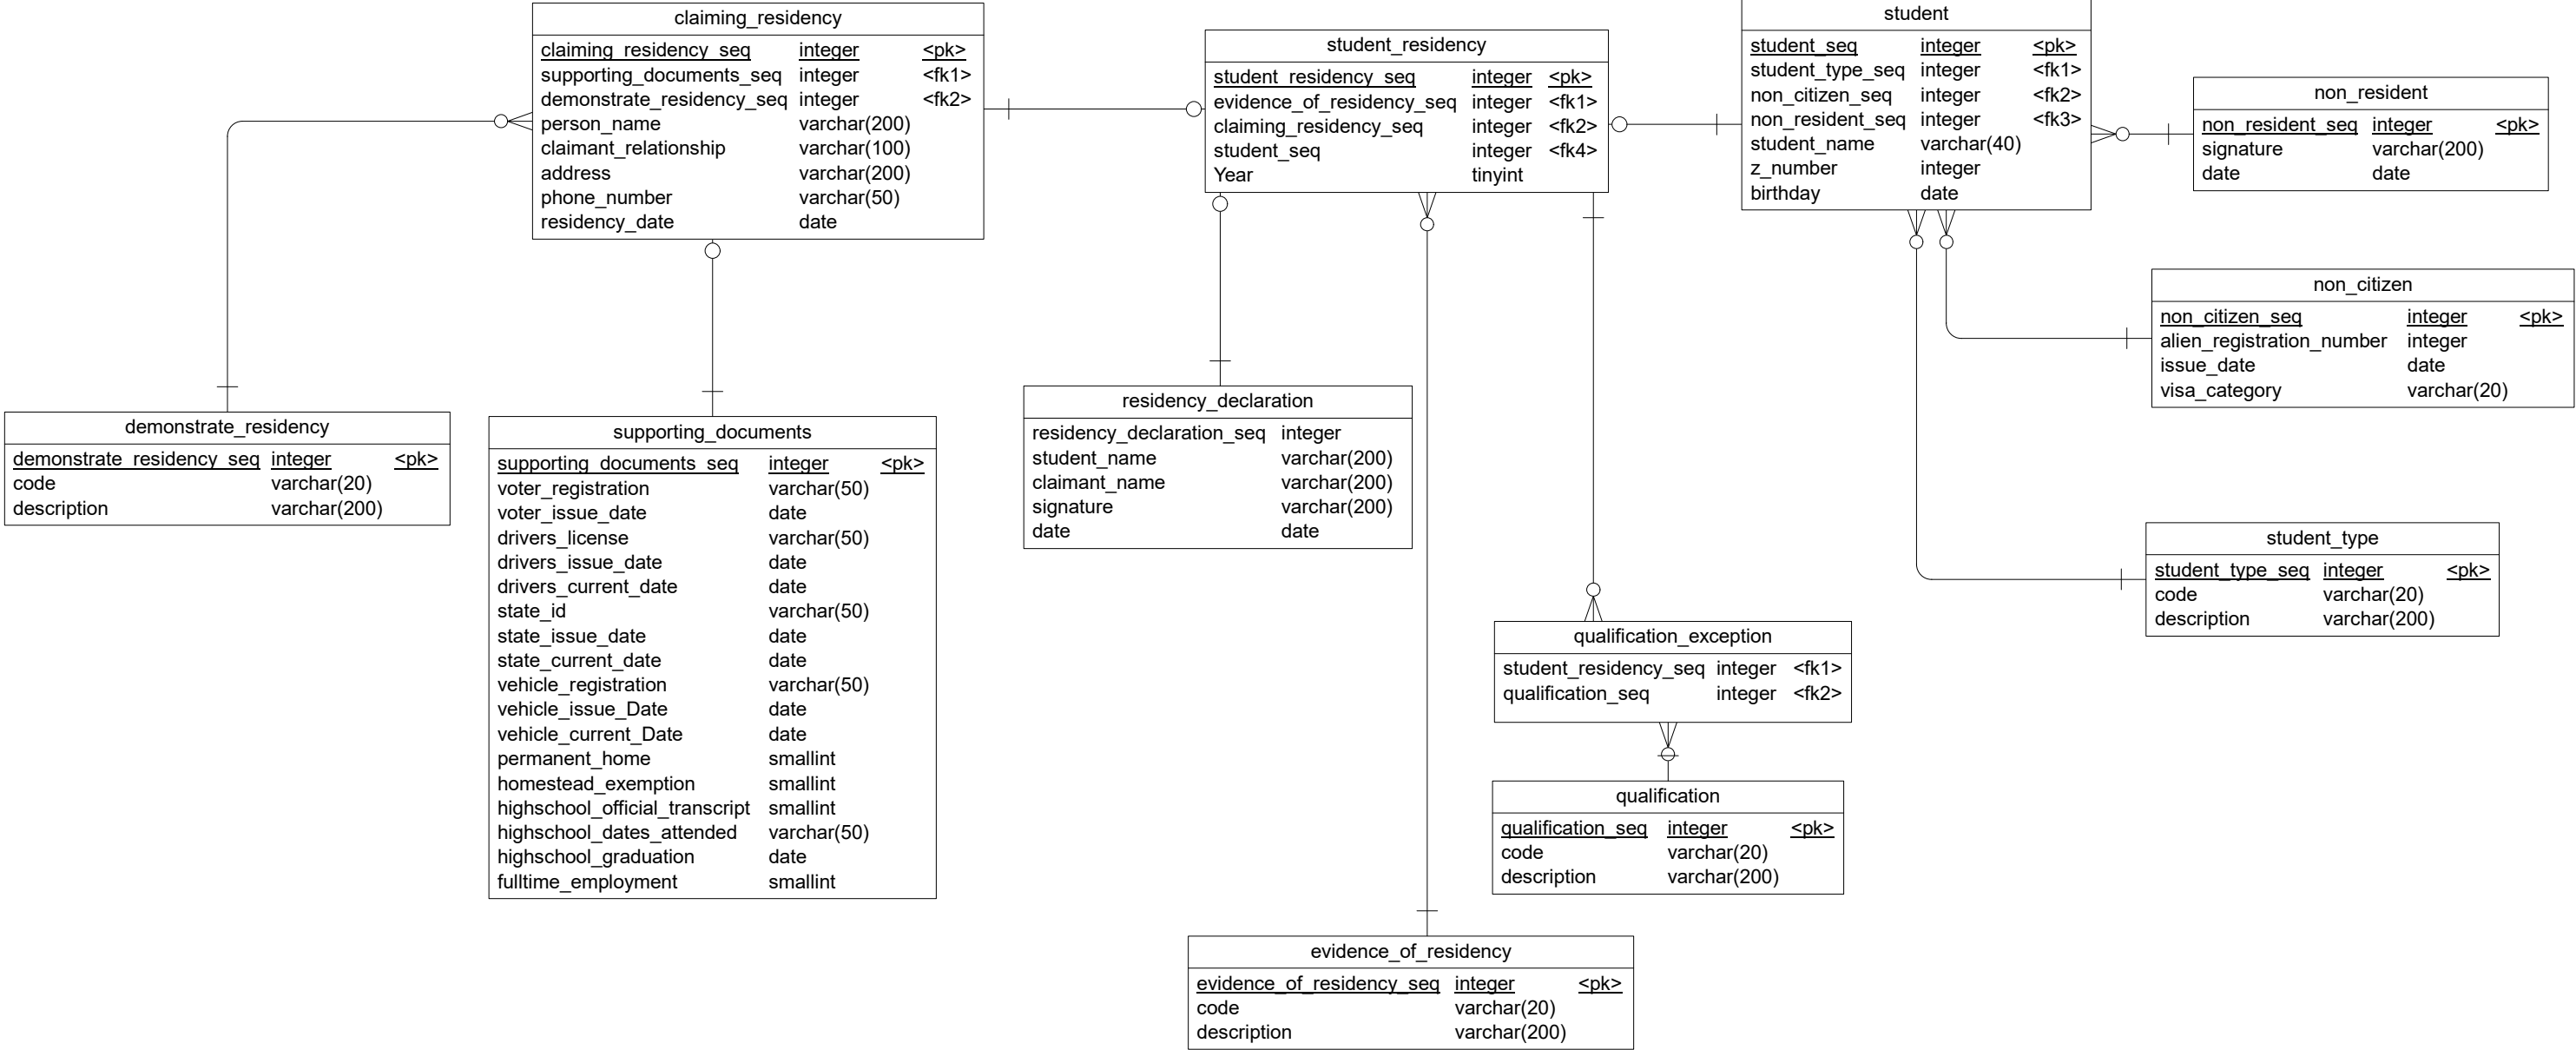 claiming_residency
claiming_residency_seq integer <pk>
supporting_documents_seq integer <fk1>
demonstrate_residency_seq integer <fk2>
person_name varchar(200)
claimant_relationship varchar(100)
address varchar(200)
phone_number varchar(50)
residency_date date
student_residency
student_residency_seq integer <pk>
evidence_of_residency_seq integer <fk1>
claiming_residency_seq integer <fk2>
student_seq integer <fk4>
Year tinyint
student
student_seq integer <pk>
student_type_seq integer <fk1>
non_citizen_seq integer <fk2>
non_resident_seq integer <fk3>
student_name varchar(40)
z_number integer
birthday date
non_resident
non_resident_seq integer <pk>
signature varchar(200)
date date
non_citizen
non_citizen_seq integer <pk>
alien_registration_number integer
issue_date date
visa_category varchar(20)
demonstrate_residency
demonstrate_residency_seq integer <pk>
code varchar(20)
description varchar(200)
supporting_documents
supporting_documents_seq integer <pk>
voter_registration varchar(50)
voter_issue_date date
drivers_license varchar(50)
drivers_issue_date date
drivers_current_date date
state_id varchar(50)
state_issue_date date
state_current_date date
vehicle_registration varchar(50)
vehicle_issue_Date date
vehicle_current_Date date
permanent_home smallint
homestead_exemption smallint
highschool_official_transcript smallint
highschool_dates_attended varchar(50)
highschool_graduation date
fulltime_employment smallint
residency_declaration
residency_declaration_seq integer
student_name varchar(200)
claimant_name varchar(200)
signature varchar(200)
date date
student_type
student_type_seq integer <pk>
code varchar(20)
description varchar(200)
qualification_exception
student_residency_seq integer <fk1>
qualification_seq integer <fk2>
qualification
qualification_seq integer <pk>
code varchar(20)
description varchar(200)
evidence_of_residency
evidence_of_residency_seq integer <pk>
code varchar(20)
description varchar(200)